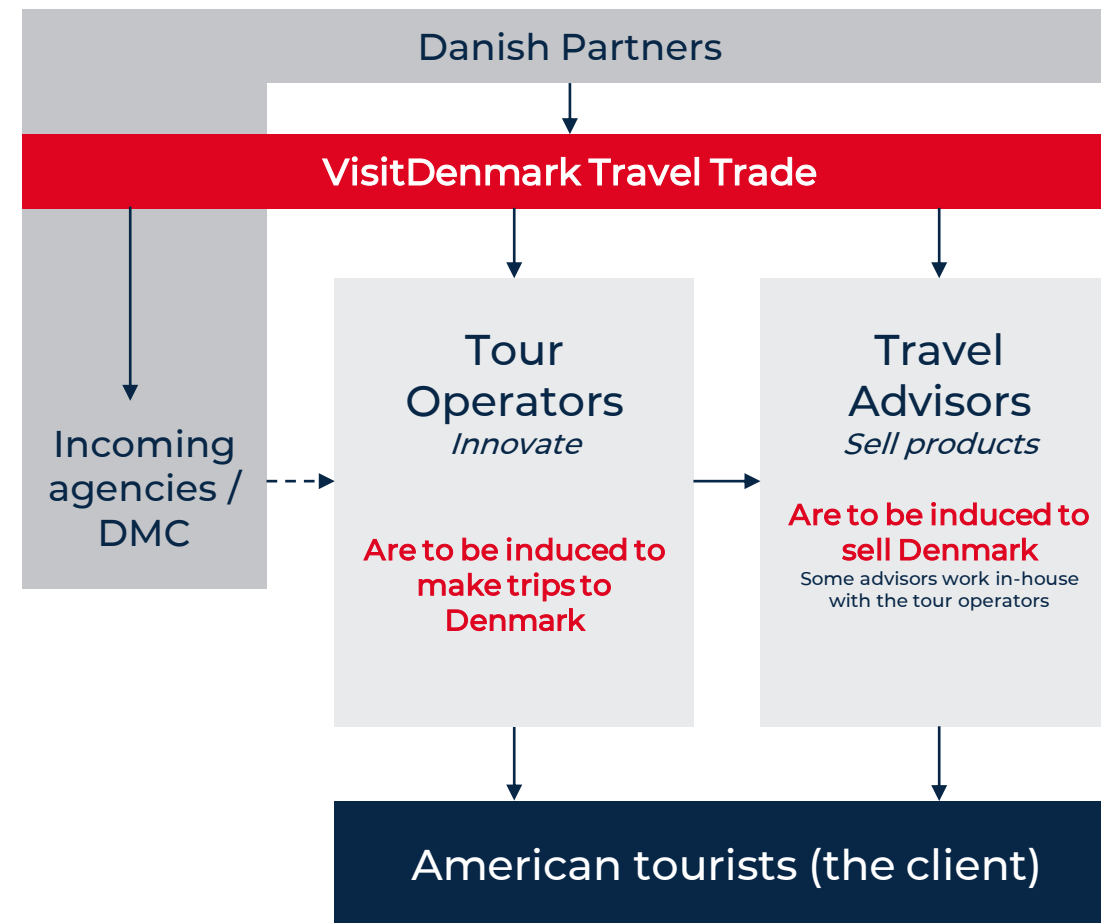 Danish Partners
VisitDenmark Travel Trade
Incoming
agencies /
DMC
Tour
Operators
Innovate
Are to be induced to
make trips to
Denmark
Travel
Advisors
Sell products
Are to be induced to
sell Denmark
Some advisors work in-house
with the tour operators
American tourists (the client)